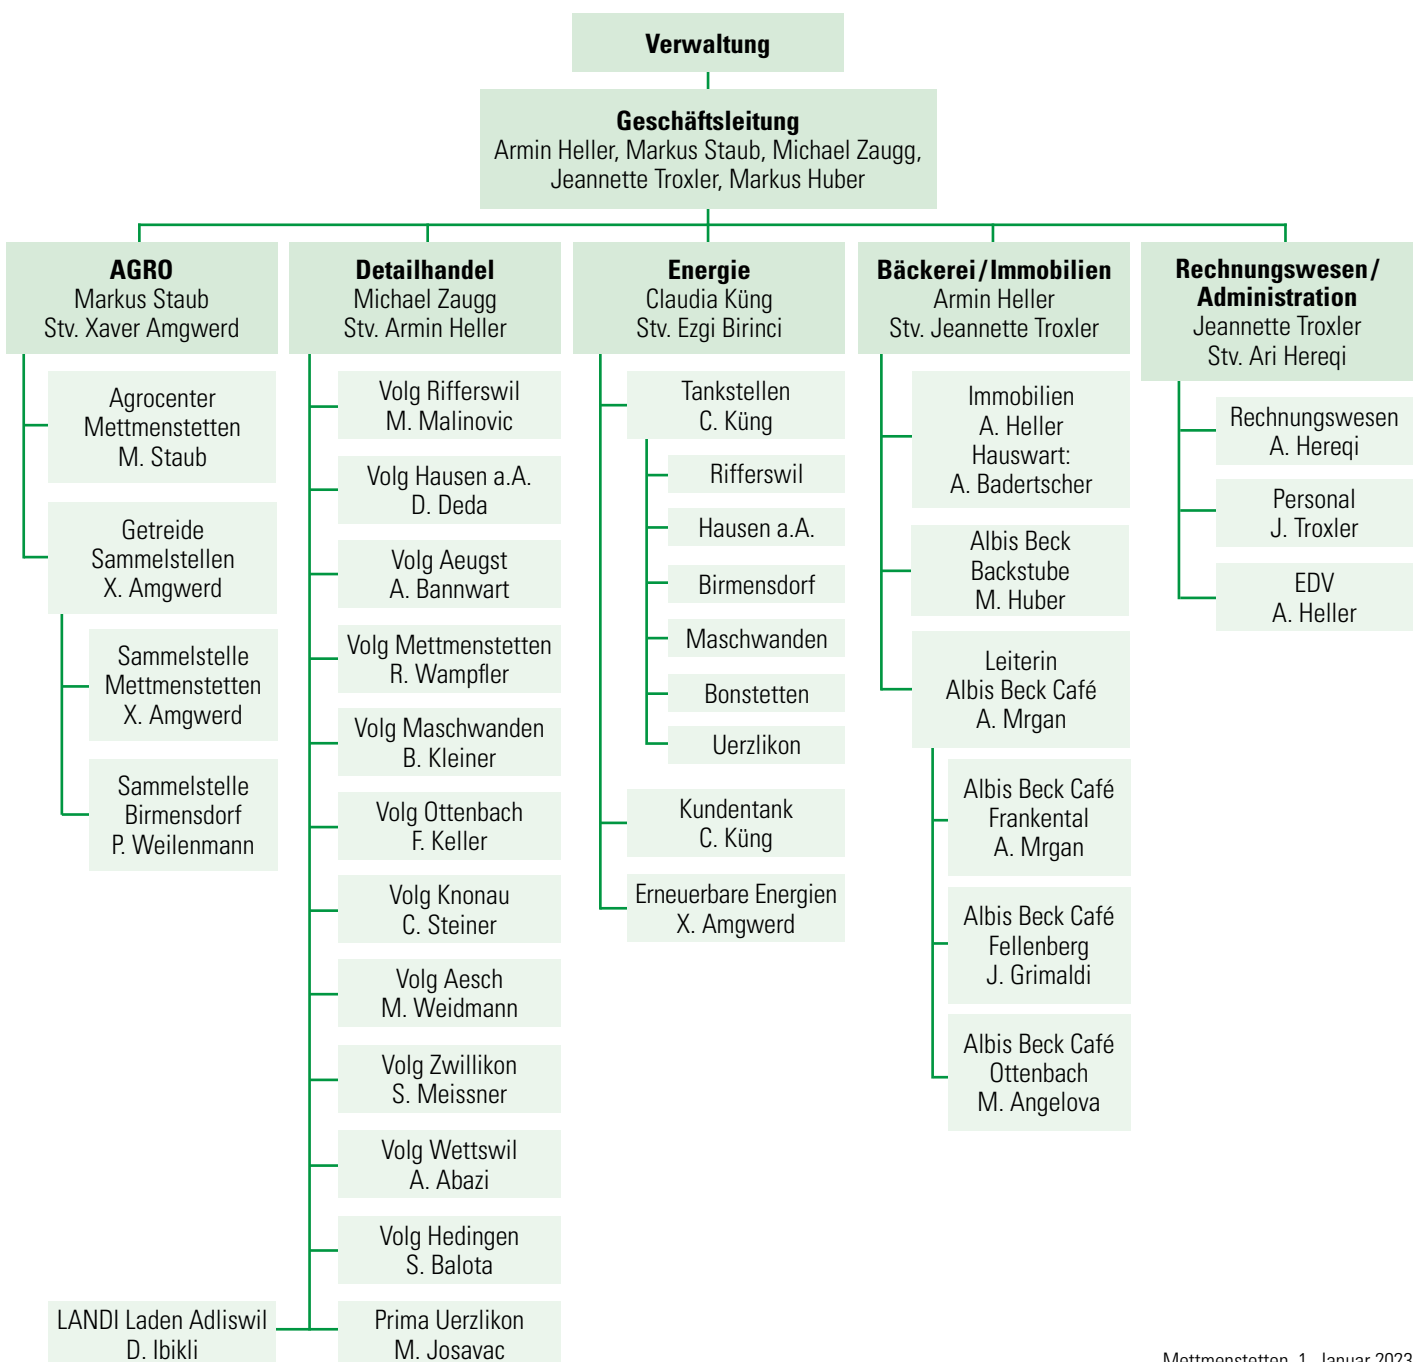 Verwaltung
Geschäftsleitung
Armin Heller, Markus Staub, Michael Zaugg,
Jeannette Troxler, Markus Huber
AGRO
Markus Staub
Stv. Xaver Amgwerd
Agrocenter
Mettmenstetten
M. Staub
Getreide
Sammelstellen
X. Amgwerd
Sammelstelle
Mettmenstetten
X. Amgwerd
Sammelstelle
Birmensdorf
P. Weilenmann
Detailhandel
Michael Zaugg
Stv. Armin Heller
Volg Rifferswil
M. Malinovic
Volg Hausen a.A.
D. Deda
Volg Aeugst
A. Bannwart
Volg Mettmenstetten
R. Wampfler
Volg Maschwanden
B. Kleiner
Volg Ottenbach
F. Keller
Volg Knonau
C. Steiner
Volg Aesch
M. Weidmann
Volg Zwillikon
S. Meissner
Volg Wettswil
A. Abazi
Volg Hedingen
S. Balota
LANDI Laden Adliswil
D. Ibikli
Prima Uerzlikon
M. Josavac
Energie
Claudia Küng
Stv. Ezgi Birinci
Tankstellen
C. Küng
Rifferswil
Hausen a.A.
Birmensdorf
Maschwanden
Bonstetten
Uerzlikon
Kundentank
C. Küng
Erneuerbare Energien
X. Amgwerd
Bäckerei/Immobilien
Armin Heller
Stv. Jeannette Troxler
Immobilien
A. Heller
Hauswart:
A. Badertscher
Albis Beck
Backstube
M. Huber
Leiterin
Albis Beck Café
A. Mrgan
Albis Beck Café
Frankental
A. Mrgan
Albis Beck Café
Fellenberg
J. Grimaldi
Albis Beck Café
Ottenbach
M. Angelova
Rechnungswesen/
Administration
Jeannette Troxler
Stv. Ari Hereqi
Rechnungswesen
A. Hereqi
Personal
J. Troxler
EDV
A. Heller
Mettmenstetten, 1. Januar 2023